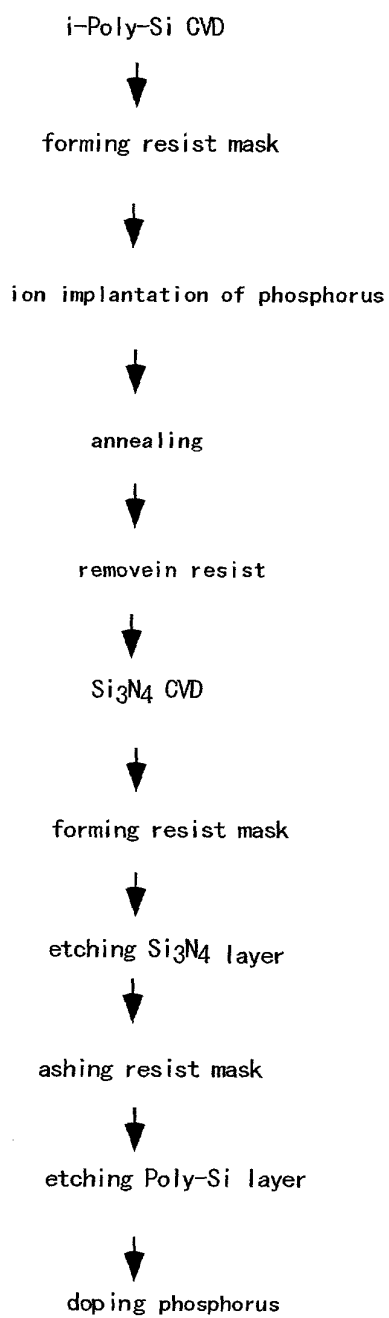 i-Poly-Si CVD
forming resist mask
ion implantation of phosphorus
annealing
removein resist
Si3N4 CVD
forming resist mask
etching Si3N4 layer
ashing resist mask
etching Poly-Si layer
doping phosphorus